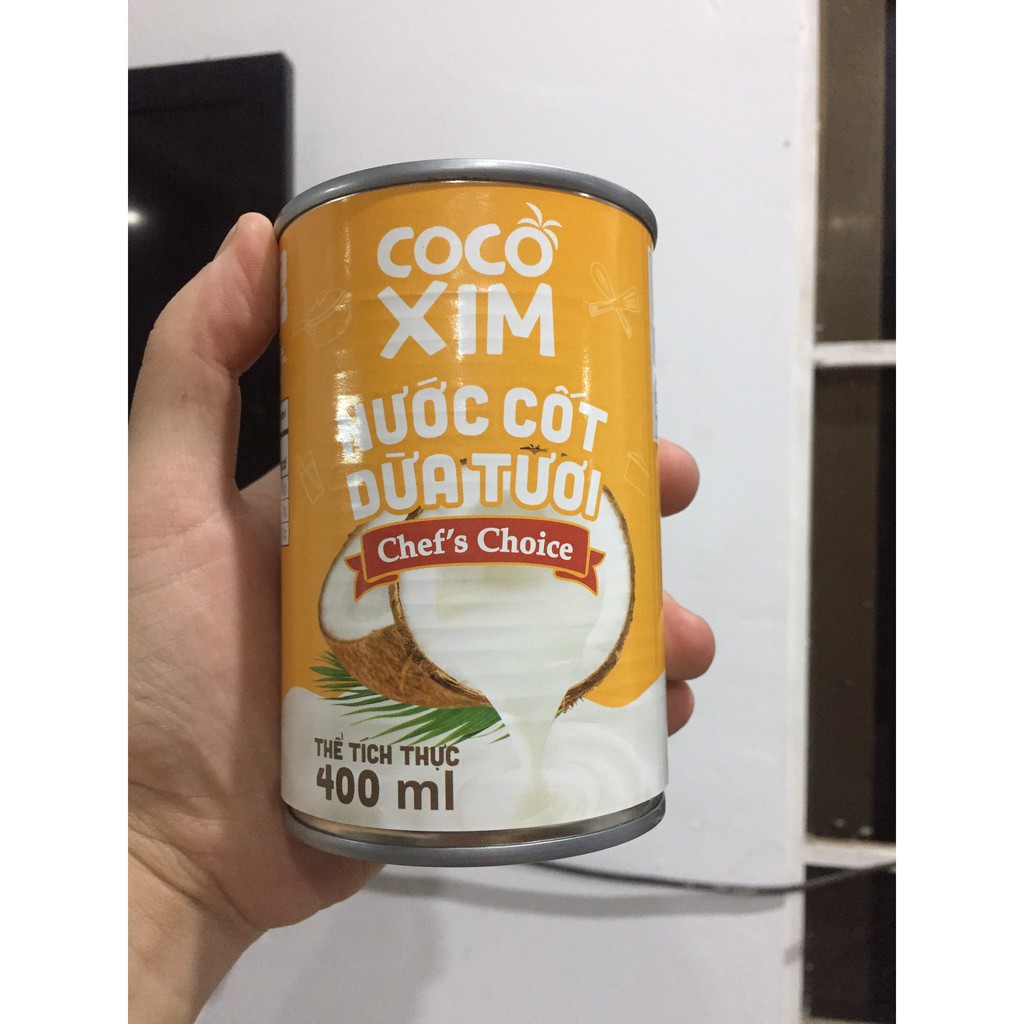 COCO
XIM
NƯỚC CỐT
DỪA TƯƠI
Chef's Choice
THỂ TÍCH THỰC
400 ml